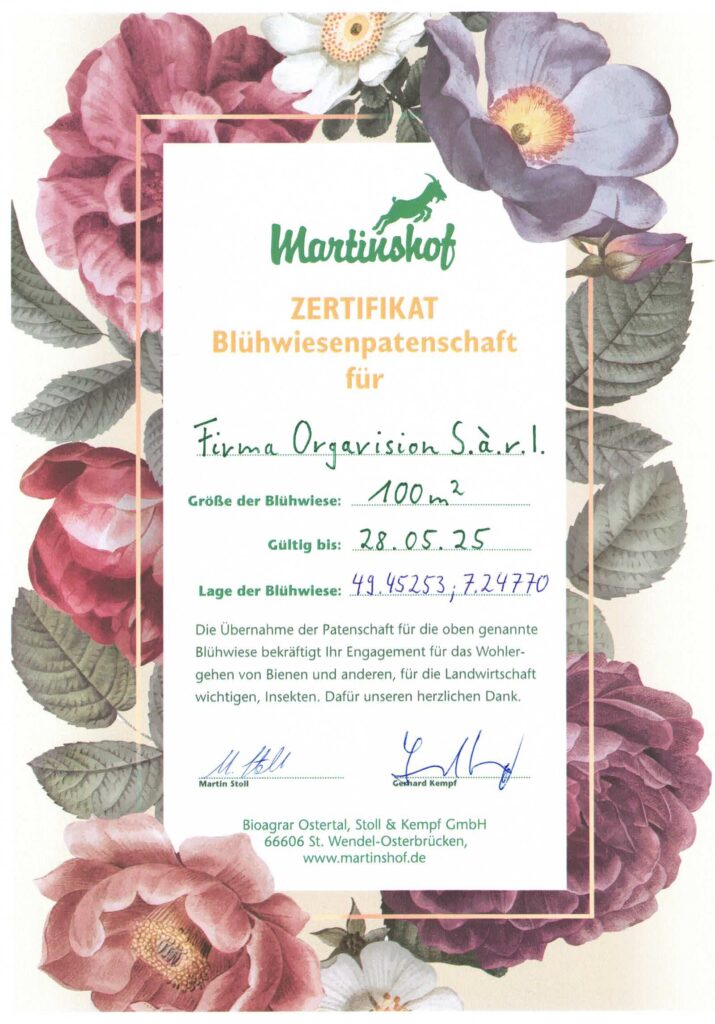 Martinshof
ZERTIFIKAT
Blühwiesenpatenschaft
für
Firma Orgavision S.à.r.l.
Größe der Blühwiese: 100m²
Gültig bis: 28.05.25
Lage der Blühwiese: 49.45253; 7.24770
Die Übernahme der Patenschaft für die oben genannte
Blühwiese bekräftigt Ihr Engagement für das Wohler-
gehen von Bienen und anderen, für die Landwirtschaft
wichtigen, Insekten. Dafür unseren herzlichen Dank.
M. Stoll
Martin Stoll
Gerhard Kempf
Bioagrar Ostertal, Stoll & Kempf GmbH
66606 St. Wendel-Osterbrücken,
www.martinshof.de